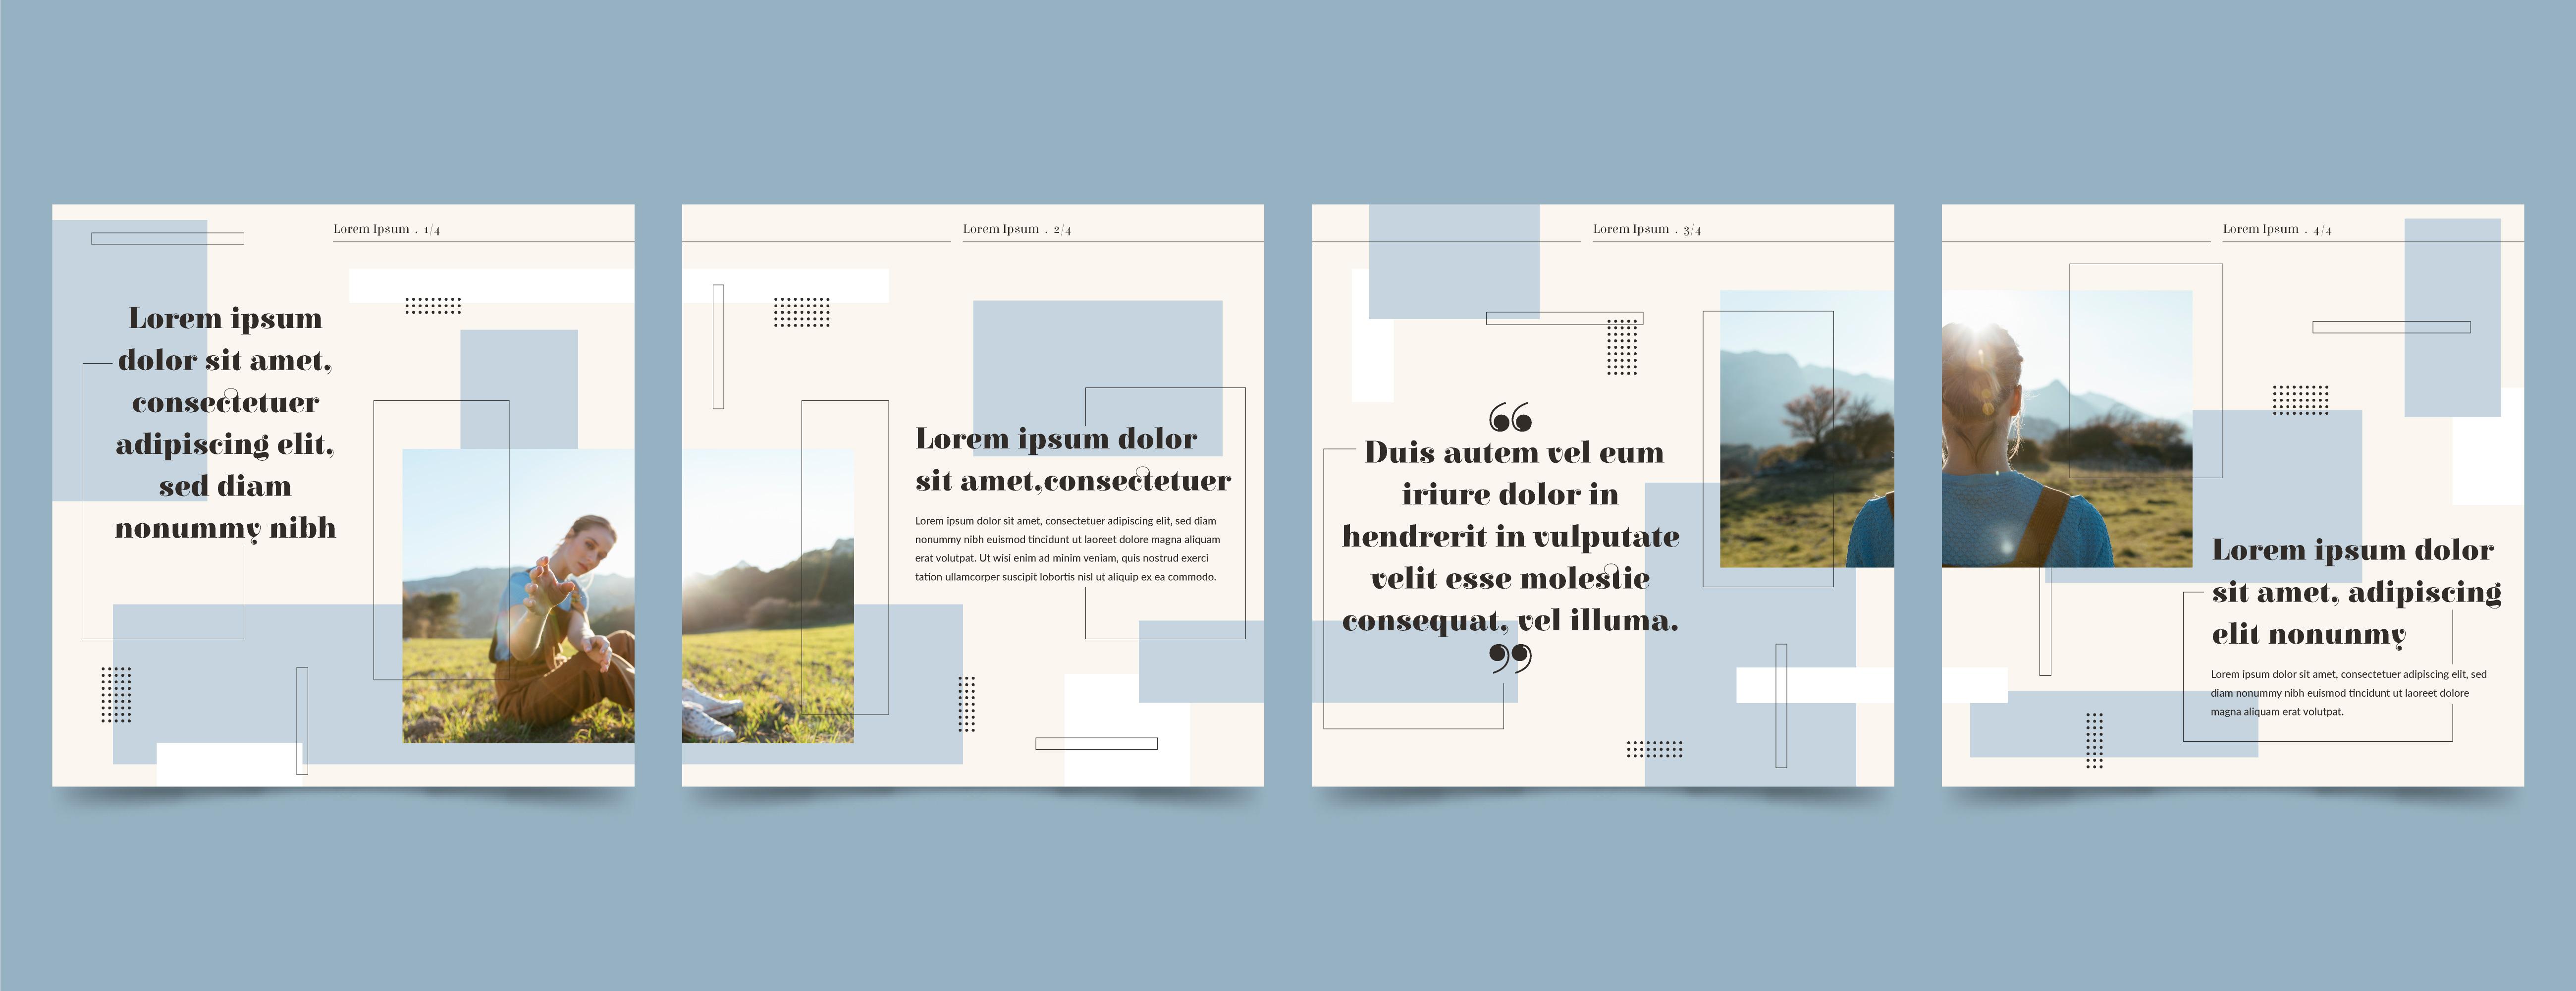 Lorem Ipsum . 1/4
Lorem ipsum
dolor sit amet,
consectetuer
adipiscing elit,
sed diam
nonummy nibh
Lorem Ipsum . 2/4
Lorem ipsum dolor
sit amet,consectetuer
Lorem ipsum dolor sit amet, consectetuer adipiscing elit, sed diam
nonummy nibh euismod tincidunt ut laoreet dolore magna aliquam
erat volutpat. Ut wisi enim ad minim veniam, quis nostrud exerci
tation ullamcorper suscipit lobortis nisl ut aliquip ex ea commodo.
Lorem Ipsum . 3/4
“
Duis autem vel eum
iriure dolor in
hendrerit in vulputate
velit esse molestie
consequat, vel illuma.
”
Lorem Ipsum . 4/4
Lorem ipsum dolor
sit amet, adipiscing
elit nonunmy
Lorem ipsum dolor sit amet, consectetuer adipiscing elit, sed
diam nonummy nibh euismod tincidunt ut laoreet dolore
magna aliquam erat volutpat.